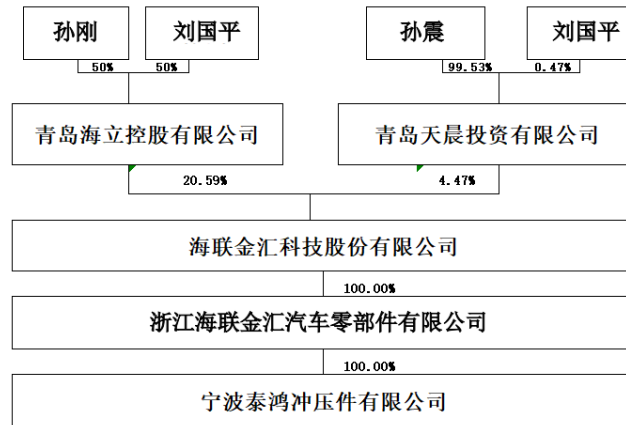 孙刚 刘国平 孙震 刘国平
50% 50% 99.53% 0.47%
青岛海立控股有限公司 青岛天晨投资有限公司
20.59% 4.47%
海联金汇科技股份有限公司
100.00%
浙江海联金汇汽车零部件有限公司
100.00%
宁波泰鸿冲压件有限公司